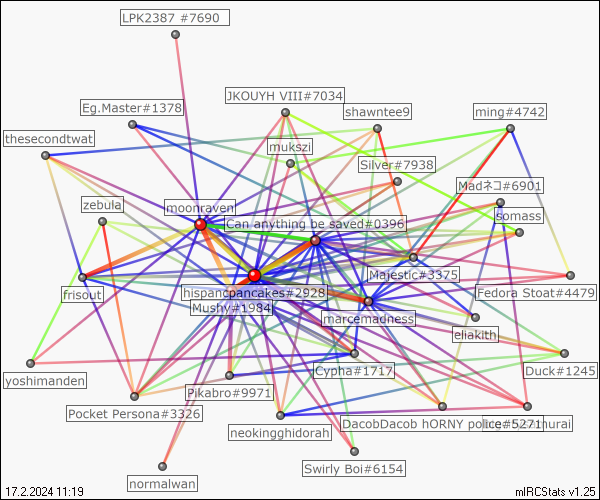 LPK2387 #7690
Eg.Master#1378
JKOUYH VIII#7034
shawntee9
ming#4742
thesecondtwat
mukszi
Silver#7938
Madネコ#6901
zebula
moonraven
somass
Can anything be saved#0396
Majestic#3375
frisout
hispancpancakes#2928
Fedora Stoat#4479
Mushy#1984
marcemadness
eliakith
yoshimanden
Cypha#1717
Duck#1245
Pikabro#9971
Pocket Persona#3326
neokingghidorah
DacobDacob hORNY police#5271
normalwan
Swirly Boi#6154
17.2.2024 11:19
mIRCStats v1.25